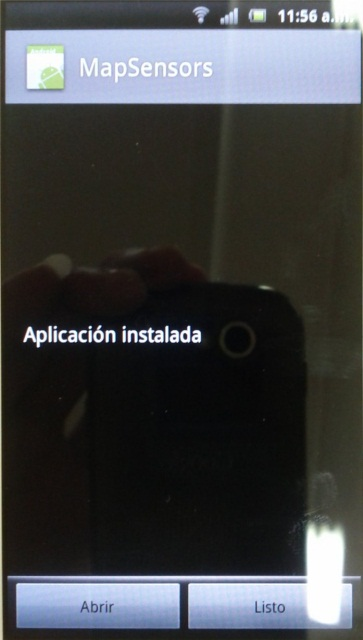 11:56 a.m.
MapSensors
Aplicación instalada
Abrir
Listo